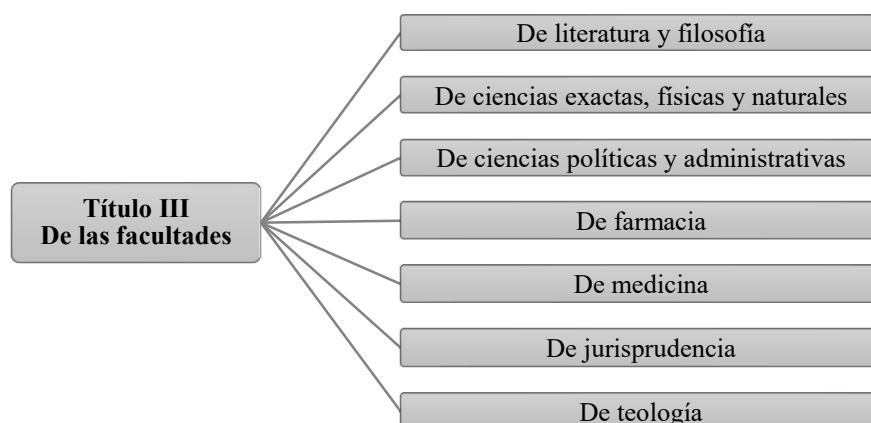 De literatura y filosofía
De ciencias exactas, físicas y naturales
De ciencias políticas y administrativas
Título III
De las facultades
De farmacia
De medicina
De jurisprudencia
De teología